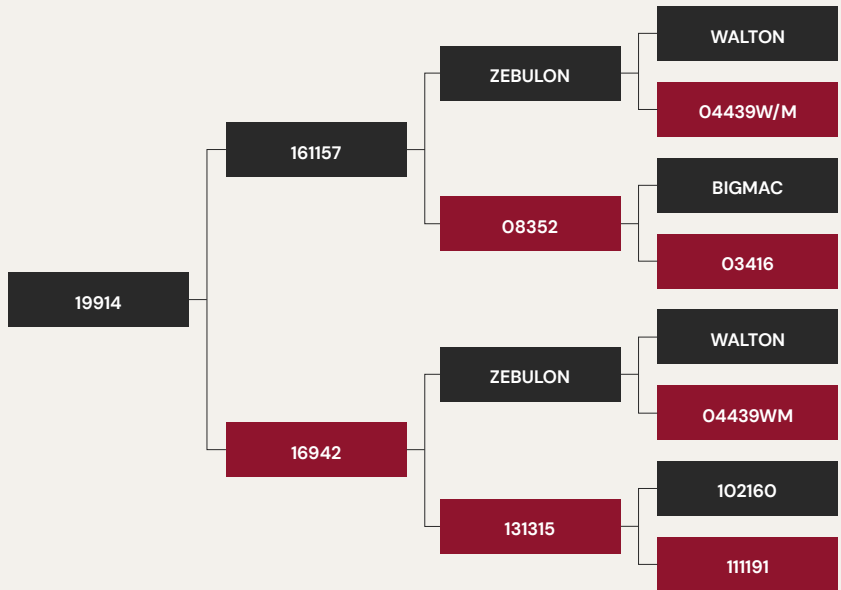 WALTON
ZEBULON
04439W/M
161157
BIGMAC
08352
03416
19914
WALTON
ZEBULON
04439WM
16942
102160
131315
111191